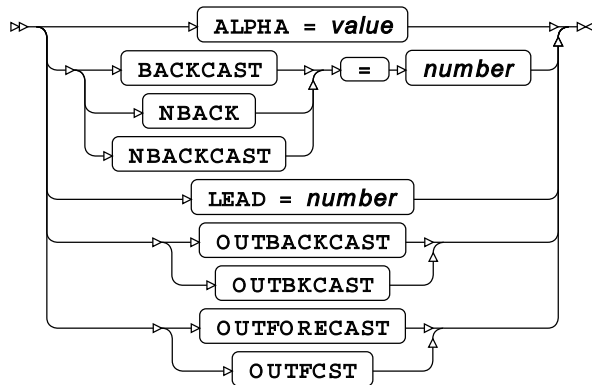 ALPHA = value
BACKCAST = number
NBACK
NBACKCAST
LEAD = number
OUTBACKCAST
OUTBKCAST
OUTFORECAST
OUTFCST